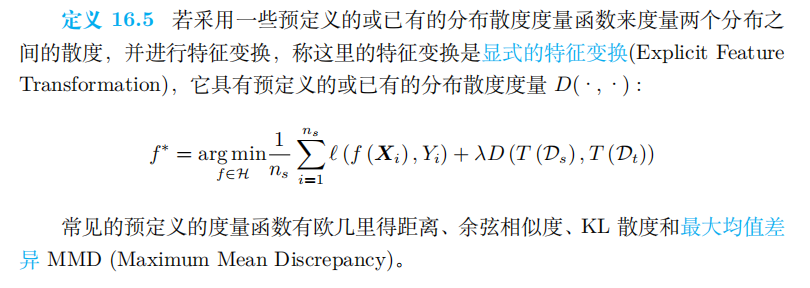 定义 16.5 若采用一些预定义的或已有的分布散度度量函数来度量两个分布之
间的散度，并进行特征变换，称这里的特征变换是显式的特征变换(Explicit Feature
Transformation)，它具有预定义的或已有的分布散度度量 D(·,·)：
f* = arg min_{f∈ℋ} \frac{1}{n_s} \sum_{i=1}^{n_s} ℓ(f(X_i), Y_i) + λD(T(𝒟_s), T(𝒟_t))
常见的预定义的度量函数有欧几里得距离、余弦相似度、KL 散度和最大均值差
异 MMD (Maximum Mean Discrepancy)。